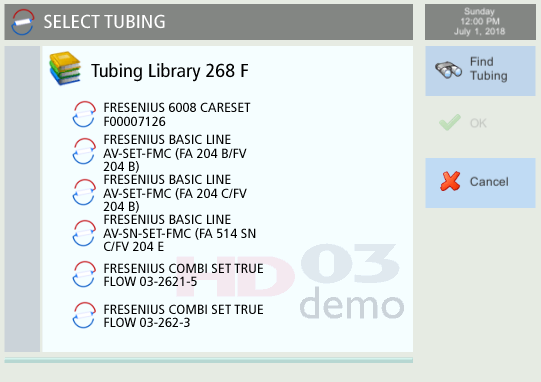 SELECT TUBING
Sunday
12:00 PM
July 1, 2018
Tubing Library 268 F
FRESENIUS 6008 CARESET
F00007126
FRESENIUS BASIC LINE
AV-SET-FMC (FA 204 B/FV
204 B)
FRESENIUS BASIC LINE
AV-SET-FMC (FA 204 C/FV
204 B)
FRESENIUS BASIC LINE
AV-SN-SET-FMC (FA 514 SN
C/FV 204 E
FRESENIUS COMBI SET TRUE
FLOW 03-2621-5
FRESENIUS COMBI SET TRUE
FLOW 03-262-3
HD03
demo
Find
Tubing
OK
Cancel